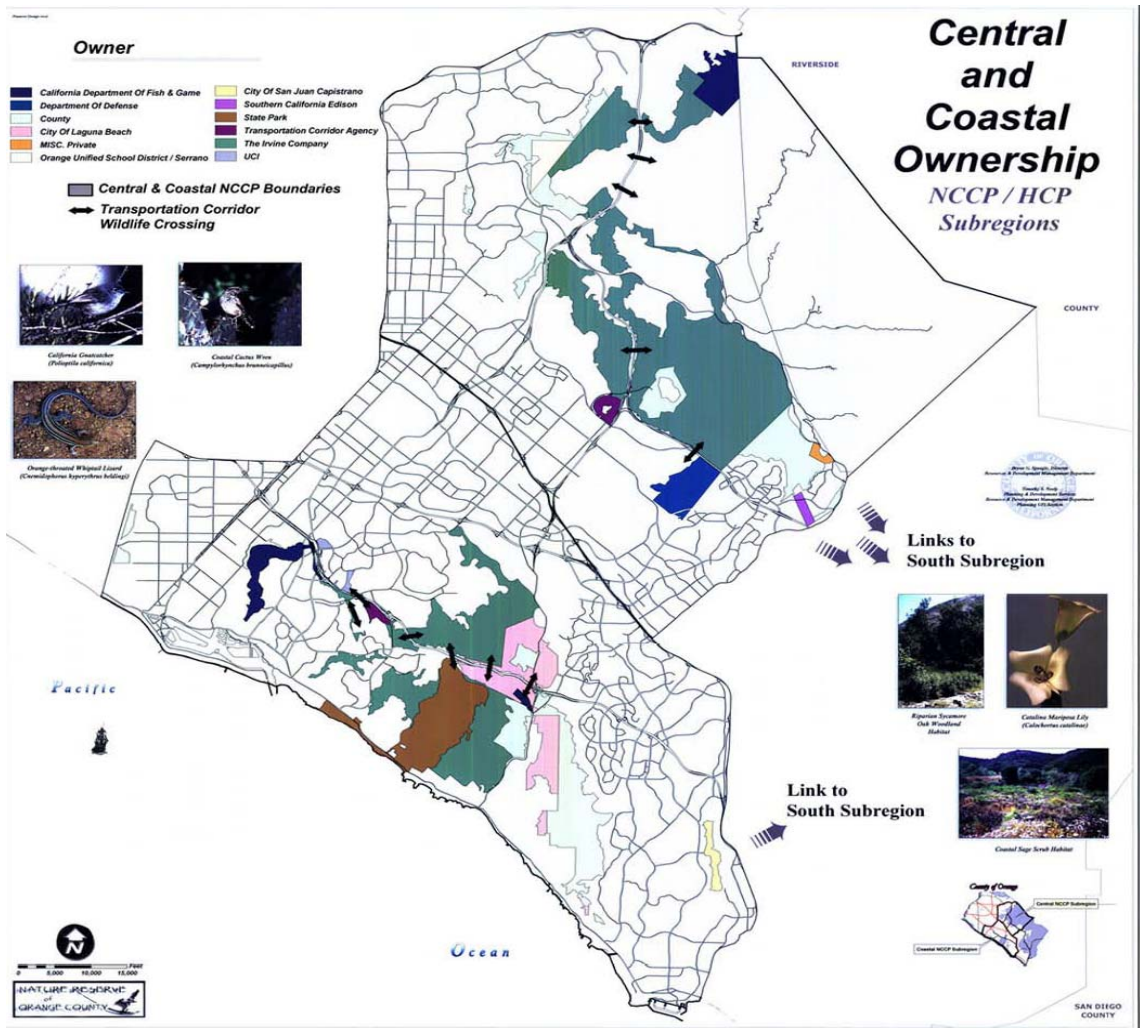 Central
and
Coastal
Ownership
NCCP / HCP
Subregions
Owner
California Department Of Fish & Game
Department Of Defense
County
City Of Laguna Beach
MISC. Private
Orange Unified School District / Serrano
City Of San Juan Capistrano
Southern California Edison
State Park
Transportation Corridor Agency
The Irvine Company
UCI
Central & Coastal NCCP Boundaries
Transportation Corridor
Wildlife Crossing
RIVERSIDE
COUNTY
California Gnatcatcher
(Polioptila californica)
Coastal Cactus Wren
(Campylorhynchus brunneicapillus)
Orange-throated Whiptail Lizard
(Cnemidophorus hyperythrus beldingi)
Links to
South Subregion
Riparian Sycamore
Oak Woodland
Habitat
Catalina Mariposa Lily
(Calochortus catalinae)
Pacific
Link to
South Subregion
Coastal Sage Scrub Habitat
County of Orange
Central NCCP Subregion
Coastal NCCP Subregion
Ocean
N
Feet
0 5,000 10,000 15,000
NATURE RESERVE
of
ORANGE COUNTY
SAN DIEGO
COUNTY